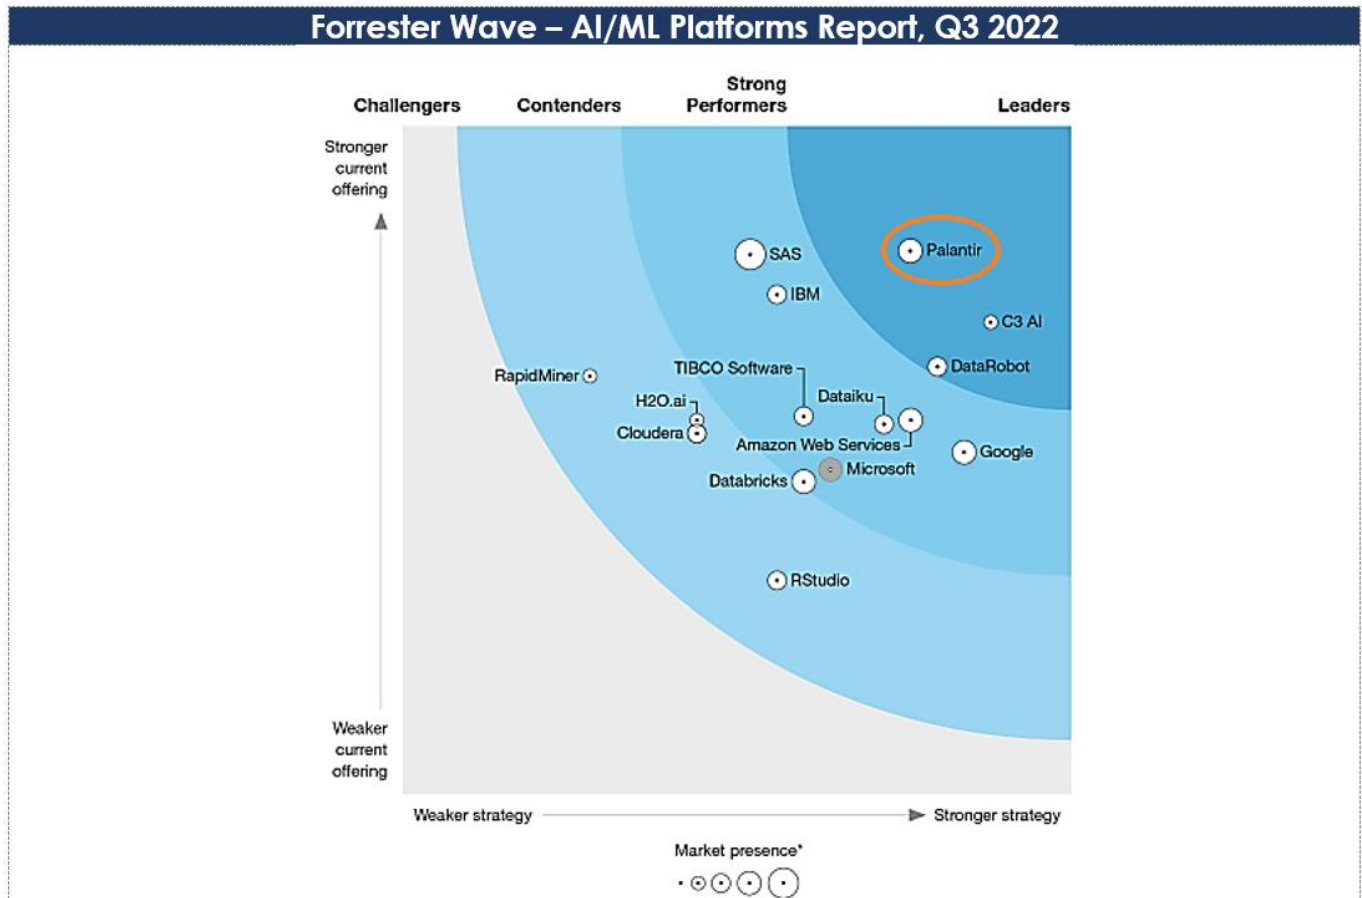 Forrester Wave – AI/ML Platforms Report, Q3 2022
Challengers
Contenders
Strong
Performers
Leaders
Stronger
current
offering
Palantir
SAS
IBM
C3 AI
TIBCO Software
DataRobot
RapidMiner
Dataiku
H2O.ai
Cloudera
Amazon Web Services
Google
Microsoft
Databricks
RStudio
Weaker
current
offering
Weaker strategy
Stronger strategy
Market presence*